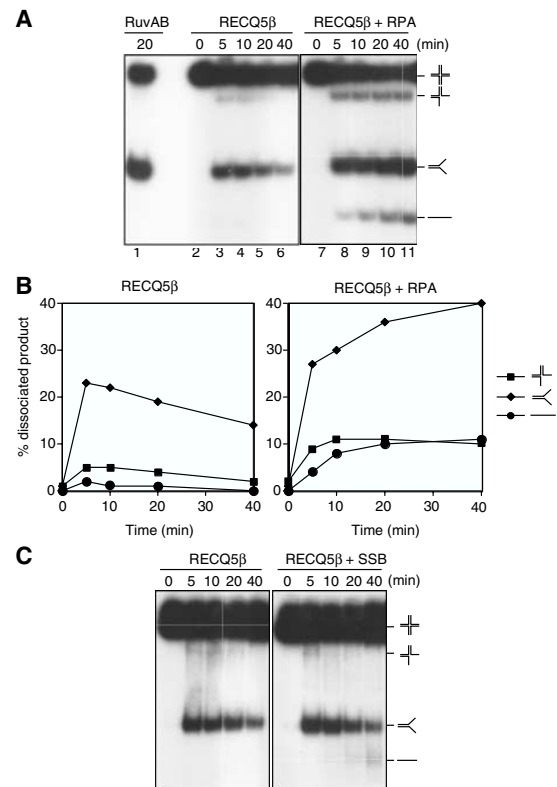 A
RuvAB RECQ5β RECQ5β + RPA
20 0 5 10 20 40 0 5 10 20 40 (min)
1 2 3 4 5 6 7 8 9 10 11
B
RECQ5β RECQ5β + RPA
% dissociated product
40 40
30 30
20 20
10 10
0 0
0 10 20 30 40 0 10 20 30 40
Time (min) Time (min)
C
RECQ5β RECQ5β + SSB
0 5 10 20 40 0 5 10 20 40 (min)